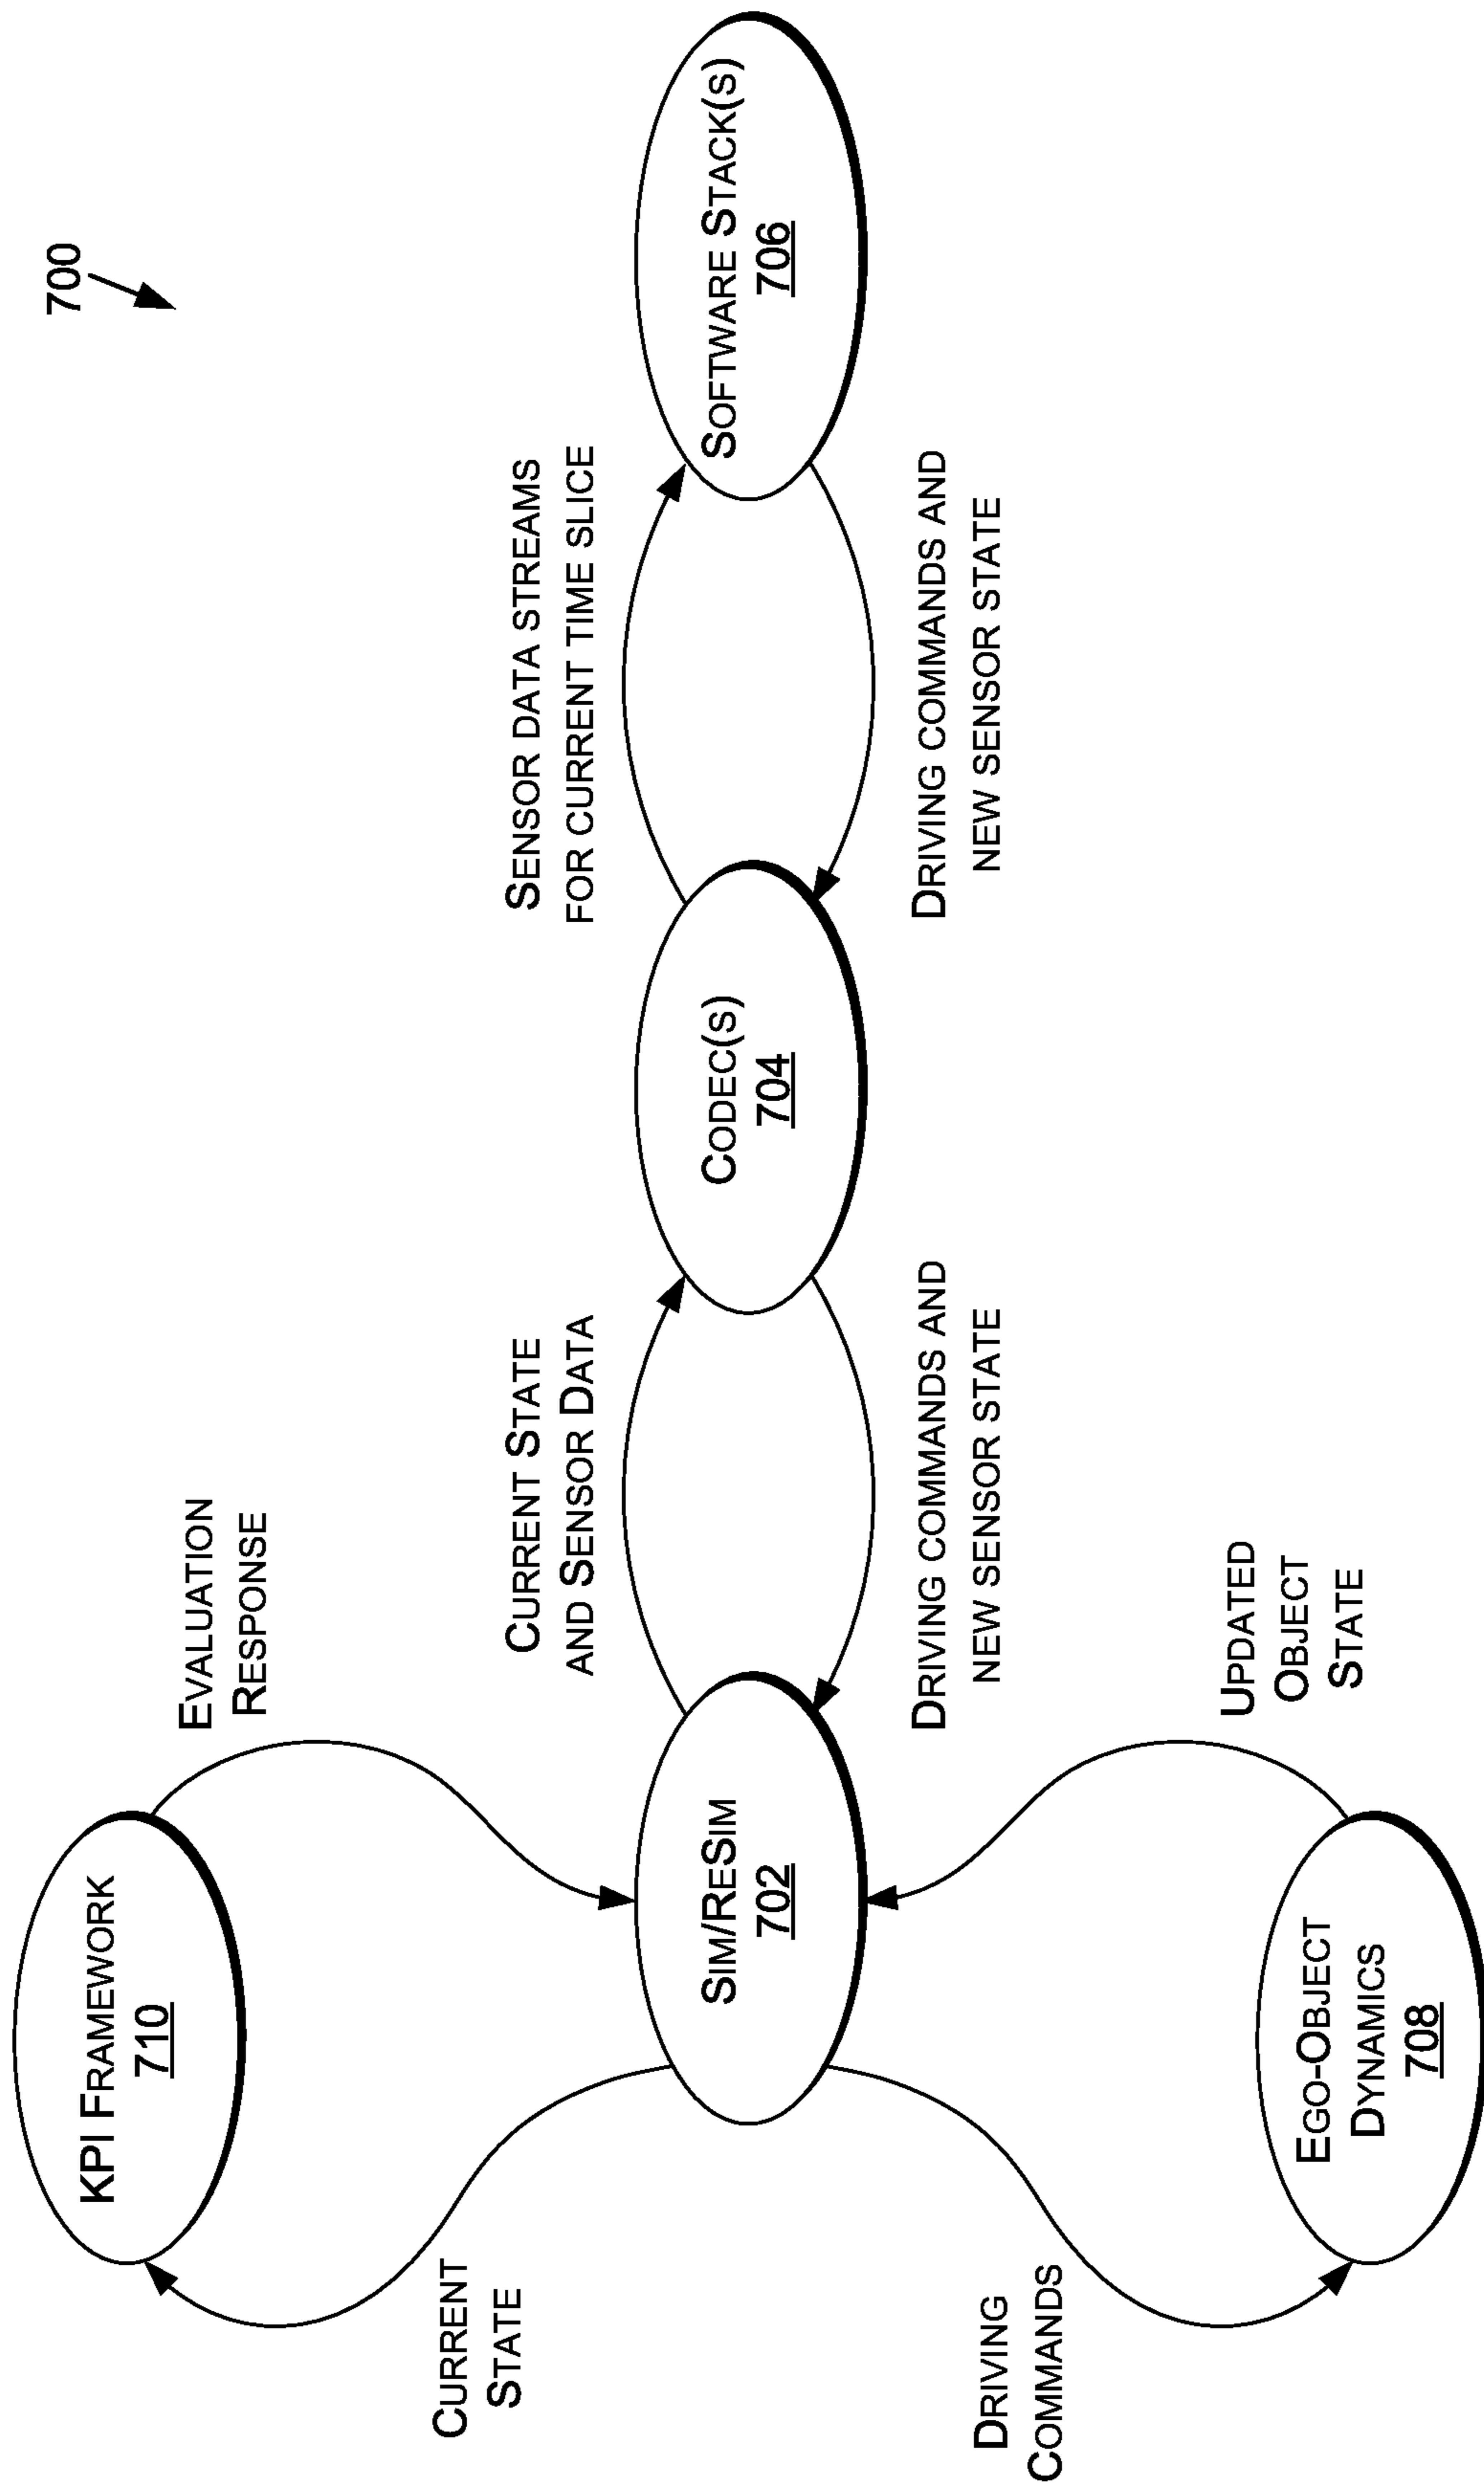 700
KPI FRAMEWORK
710
EVALUATION
RESPONSE
CURRENT
STATE
CURRENT STATE
AND SENSOR DATA
SENSOR DATA STREAMS
FOR CURRENT TIME SLICE
SIM/RESIM
702
CODEC(S)
704
SOFTWARE STACK(S)
706
DRIVING COMMANDS AND
NEW SENSOR STATE
DRIVING COMMANDS AND
NEW SENSOR STATE
DRIVING
COMMANDS
UPDATED
OBJECT
STATE
EGO-OBJECT
DYNAMICS
708